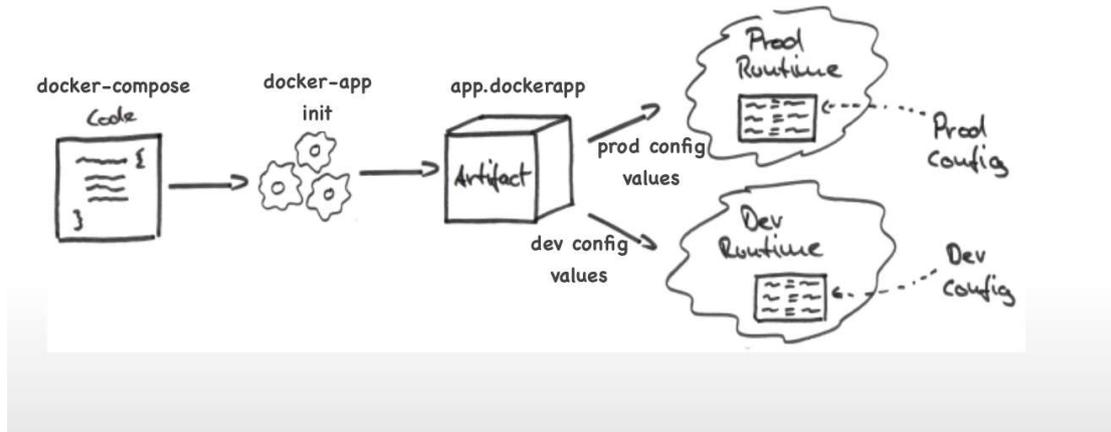 docker-compose
Code
{
}
docker-app
init
app.dockerapp
Artifact
prod config
values
dev config
values
Prod
Runtime
Prod
Config
Dev
Runtime
Dev
Config